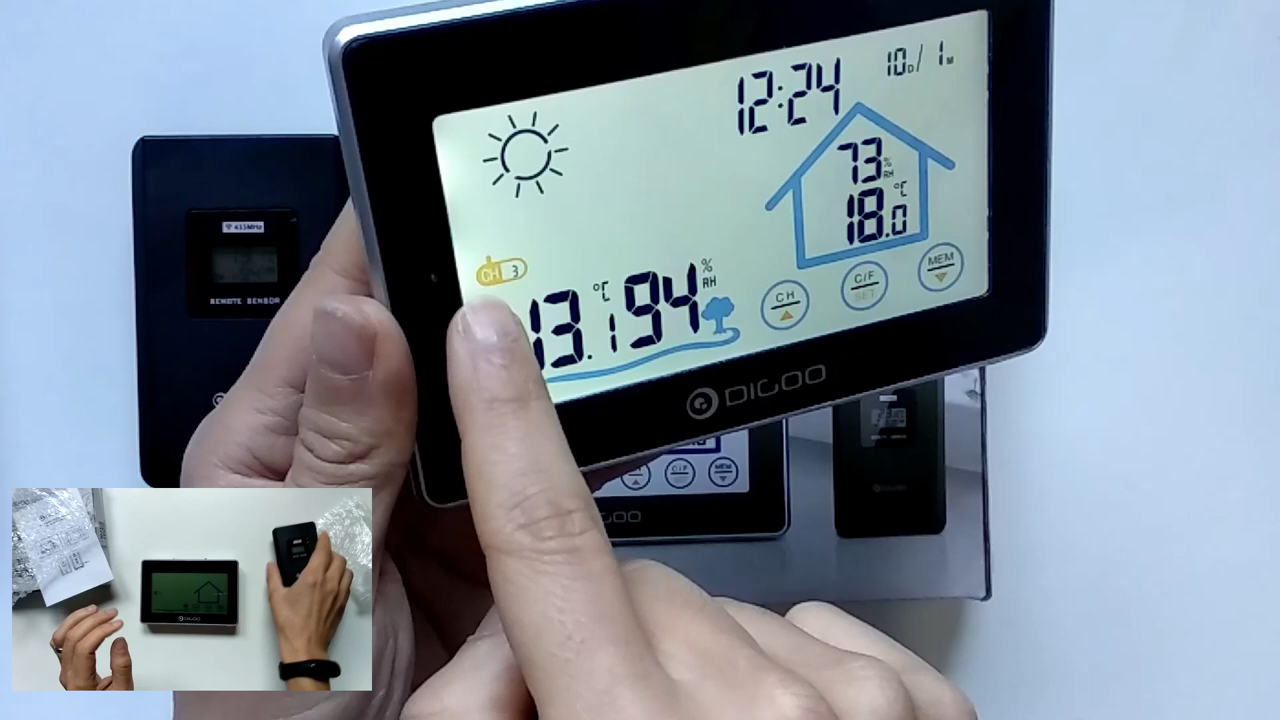 12:24
10D/ 1M
73%RH
18.0°C
CH 3
13.1°C 94%RH
CH
C/F
SET
MEM
DIGOO
433MHz
REMOTE SENSOR
C/F
MEM
DIGOO